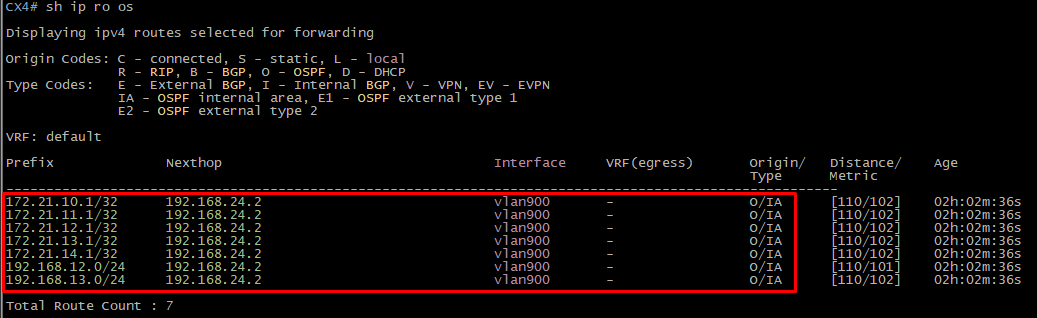 CX4# sh ip ro os
Displaying ipv4 routes selected for forwarding
Origin Codes: C - connected, S - static, L - local
R - RIP, B - BGP, O - OSPF, D - DHCP
Type Codes: E - External BGP, I - Internal BGP, V - VPN, EV - EVPN
IA - OSPF internal area, E1 - OSPF external type 1
E2 - OSPF external type 2
VRF: default
Prefix Nexthop Interface VRF(egress) Origin/ Distance/ Age
Type Metric
172.21.10.1/32 192.168.24.2 vlan900 - O/IA [110/102] 02h:02m:36s
172.21.11.1/32 192.168.24.2 vlan900 - O/IA [110/102] 02h:02m:36s
172.21.12.1/32 192.168.24.2 vlan900 - O/IA [110/102] 02h:02m:36s
172.21.13.1/32 192.168.24.2 vlan900 - O/IA [110/102] 02h:02m:36s
172.21.14.1/32 192.168.24.2 vlan900 - O/IA [110/102] 02h:02m:36s
192.168.12.0/24 192.168.24.2 vlan900 - O/IA [110/101] 02h:02m:36s
192.168.13.0/24 192.168.24.2 vlan900 - O/IA [110/102] 02h:02m:36s
Total Route Count : 7